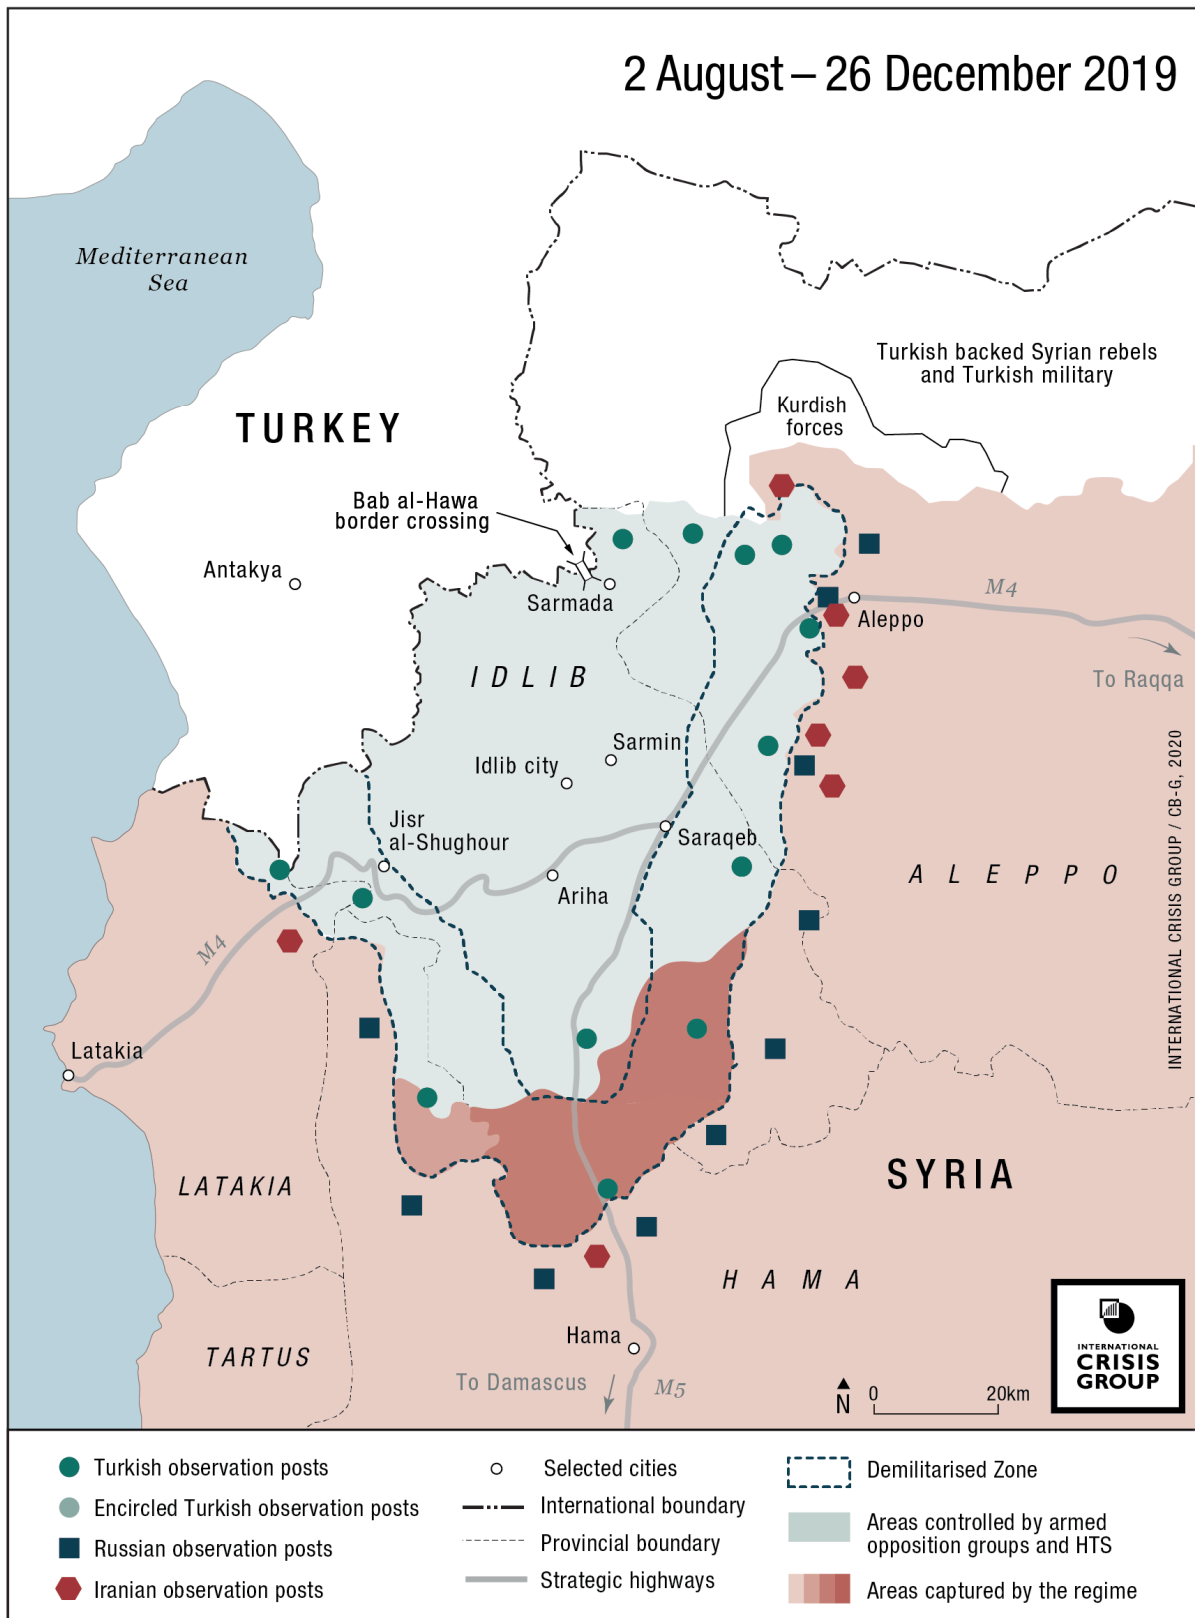 2 August – 26 December 2019
Mediterranean
Sea
Turkish backed Syrian rebels
and Turkish military
Kurdish
forces
TURKEY
Bab al-Hawa
border crossing
Antakya
Sarmada
M4
Aleppo
To Raqqa
IDLIB
Sarmin
Idlib city
Jisr
al-Shughour
Saraqeb
Ariha
ALEPPO
M4
Latakia
INTERNATIONAL CRISIS GROUP / CB-G, 2020
LATAKIA
SYRIA
HAMA
TARTUS
Hama
To Damascus
M5
N
0
20km
INTERNATIONAL
CRISIS
GROUP
Turkish observation posts
Encircled Turkish observation posts
Russian observation posts
Iranian observation posts
Selected cities
International boundary
Provincial boundary
Strategic highways
Demilitarised Zone
Areas controlled by armed
opposition groups and HTS
Areas captured by the regime